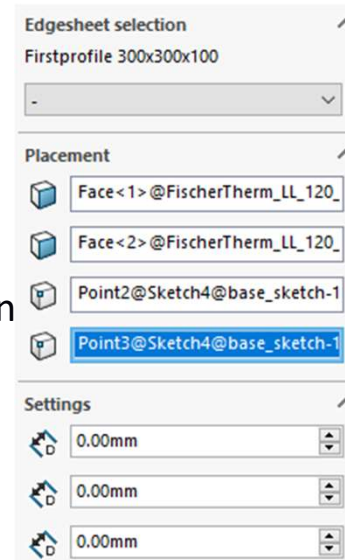 Edgesheet selection
Firstprofile 300x300x100
-
Placement
Face<1>@FischerTherm_LL_120_
Face<2>@FischerTherm_LL_120_
n
Point2@Sketch4@base_sketch-1
Point3@Sketch4@base_sketch-1
Settings
0.00mm
0.00mm
0.00mm